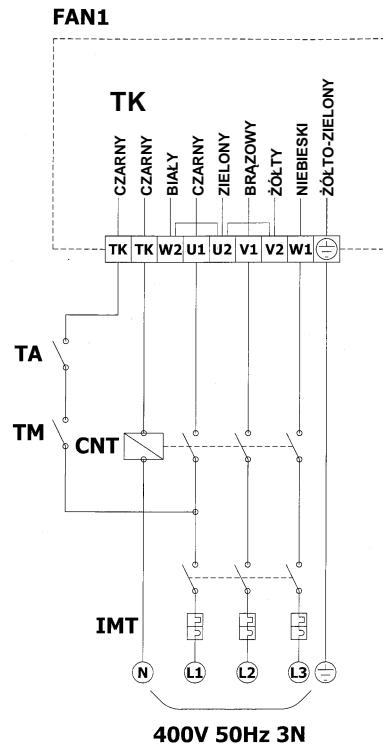 FAN1
TK
CZARNY
CZARNY
BIAŁY
CZARNY
ZIELONY
BRĄZOWY
ŻÓŁTY
NIEBIESKI
ŻÓŁTO-ZIELONY
TK TK W2 U1 U2 V1 V2 W1
TA
TM
CNT
IMT
N L1 L2 L3
400V 50Hz 3N